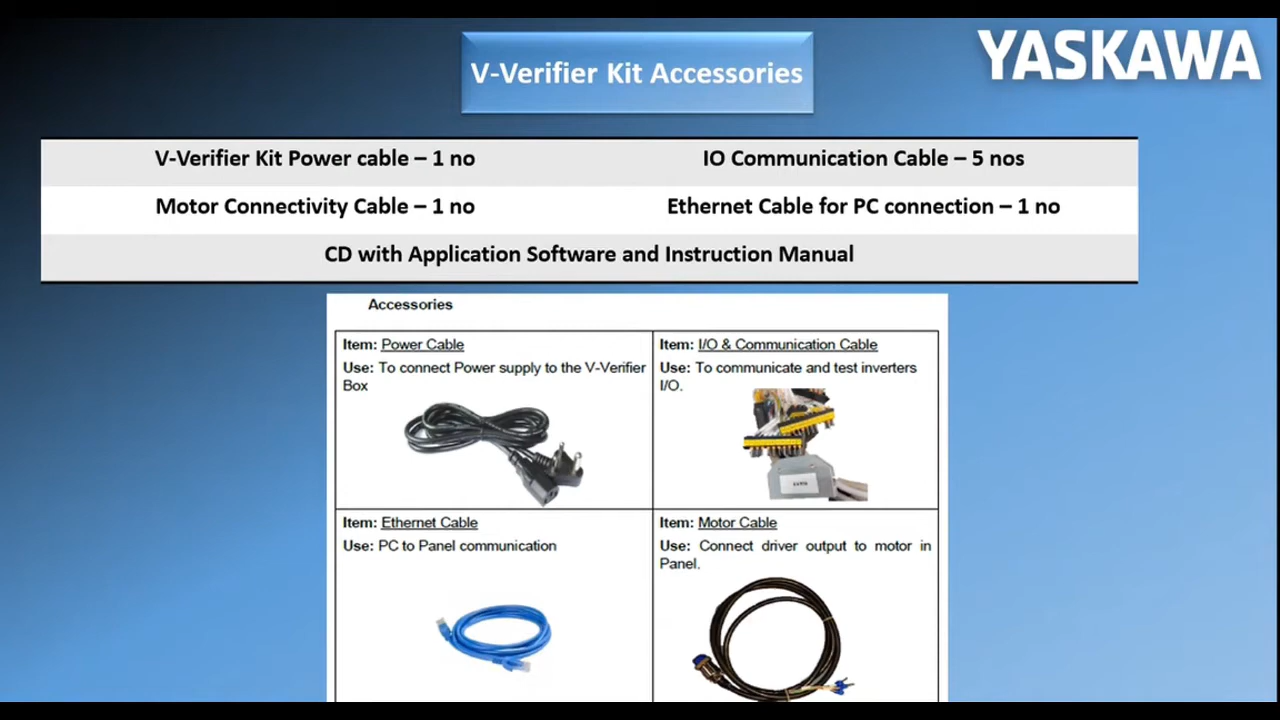 YASKAWA
V-Verifier Kit Accessories
V-Verifier Kit Power cable – 1 no
IO Communication Cable – 5 nos
Motor Connectivity Cable – 1 no
Ethernet Cable for PC connection – 1 no
CD with Application Software and Instruction Manual
Accessories
Item: Power Cable
Use: To connect Power supply to the V-Verifier
Box
Item: I/O & Communication Cable
Use: To communicate and test inverters
I/O.
Item: Ethernet Cable
Use: PC to Panel communication
Item: Motor Cable
Use: Connect driver output to motor in
Panel.